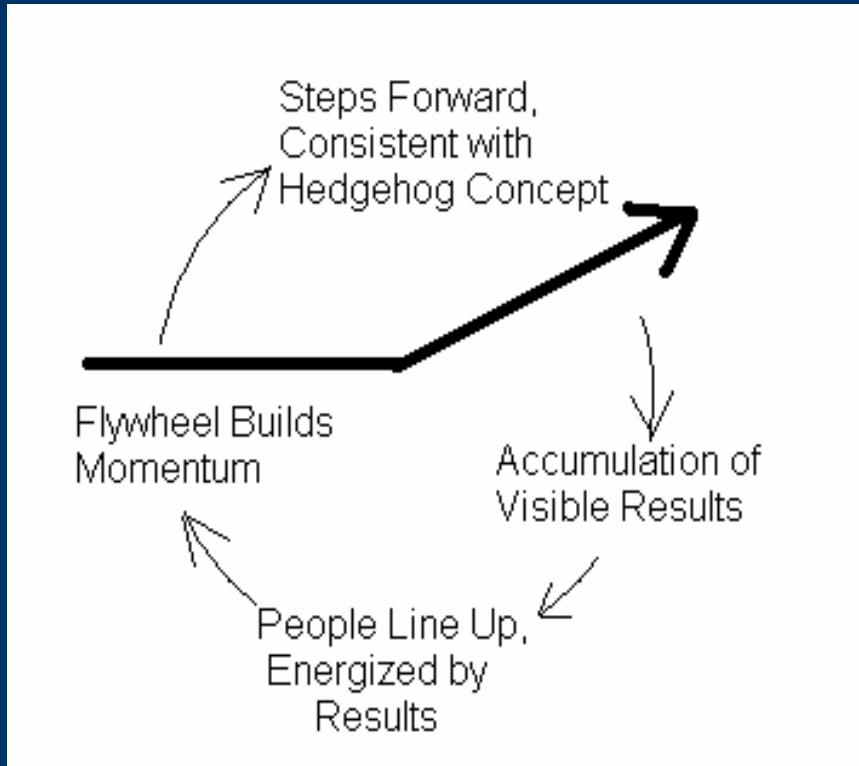 Steps Forward,
Consistent with
Hedgehog Concept
Accumulation of
Visible Results
People Line Up,
Energized by
Results
Flywheel Builds
Momentum